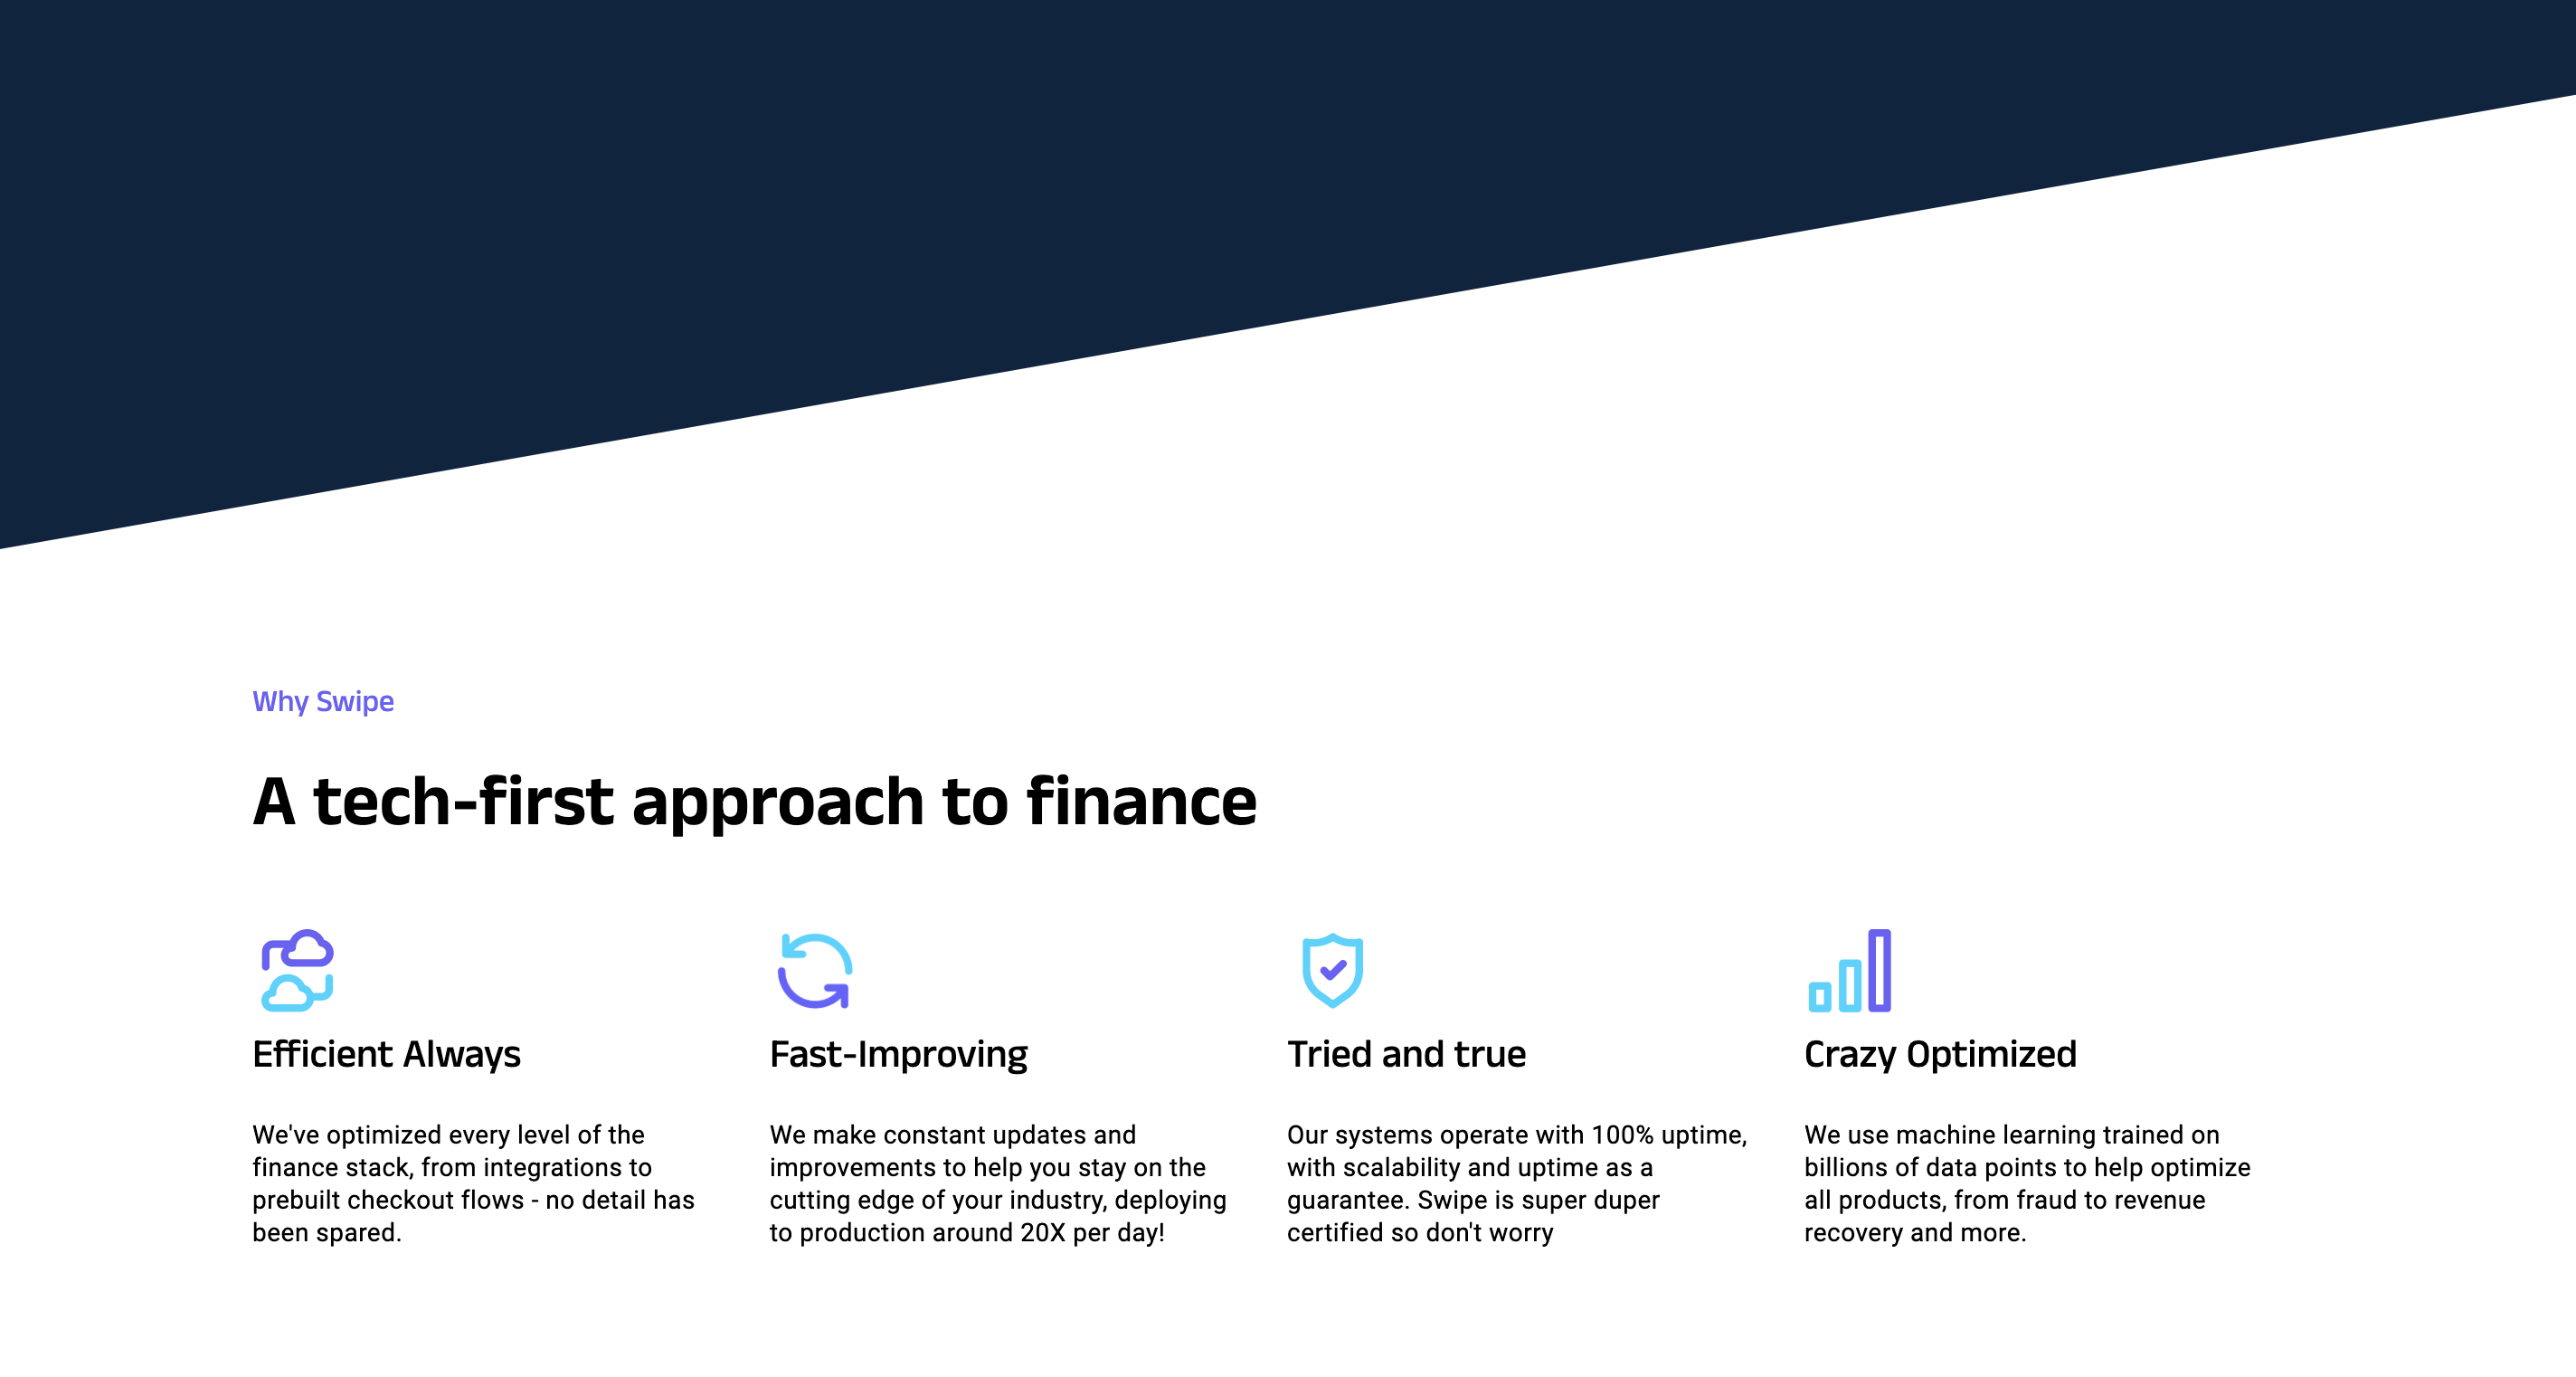 Why Swipe
A tech-first approach to finance
Efficient Always
We've optimized every level of the
finance stack, from integrations to
prebuilt checkout flows - no detail has
been spared.
Fast-Improving
We make constant updates and
improvements to help you stay on the
cutting edge of your industry, deploying
to production around 20X per day!
Tried and true
Our systems operate with 100% uptime,
with scalability and uptime as a
guarantee. Swipe is super duper
certified so don't worry
Crazy Optimized
We use machine learning trained on
billions of data points to help optimize
all products, from fraud to revenue
recovery and more.